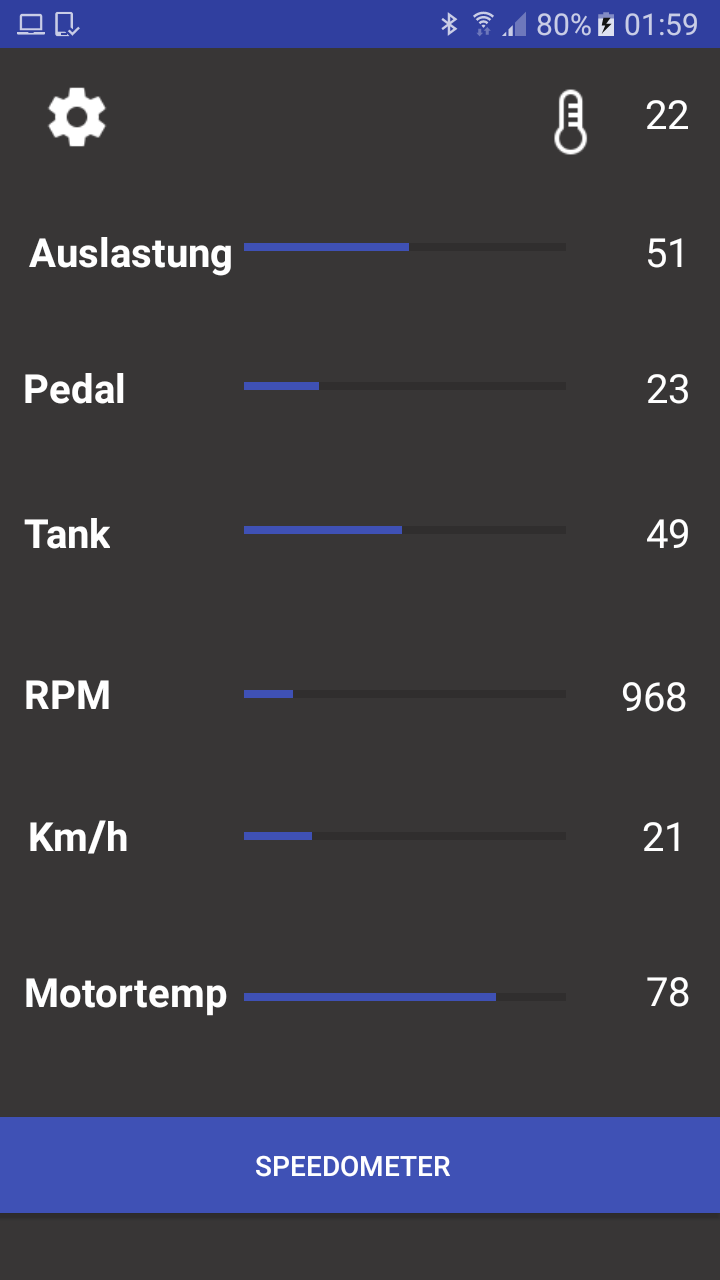 80% 01:59
22
Auslastung 51
Pedal 23
Tank 49
RPM 968
Km/h 21
Motortemp 78
SPEEDOMETER